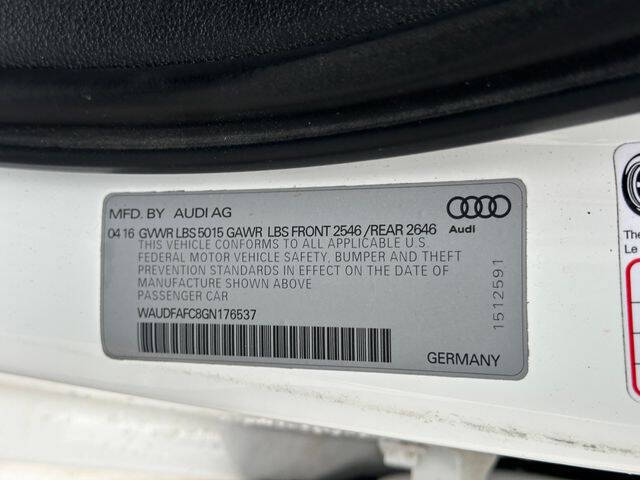 MFD. BY AUDI AG
Audi
04 16 GVWR LBS 5015 GAWR LBS FRONT 2546 /REAR 2646
THIS VEHICLE CONFORMS TO ALL APPLICABLE U.S.
FEDERAL MOTOR VEHICLE SAFETY, BUMPER AND THEFT
PREVENTION STANDARDS IN EFFECT ON THE DATE OF
MANUFACTURE SHOWN ABOVE
PASSENGER CAR
WAUDFAFC8GN176537
GERMANY
1512591
The
Le